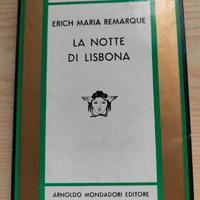 ERICH MARIA REMARQUE
LA NOTTE
DI LISBONA
ARNOLDO MONDADORI EDITORE